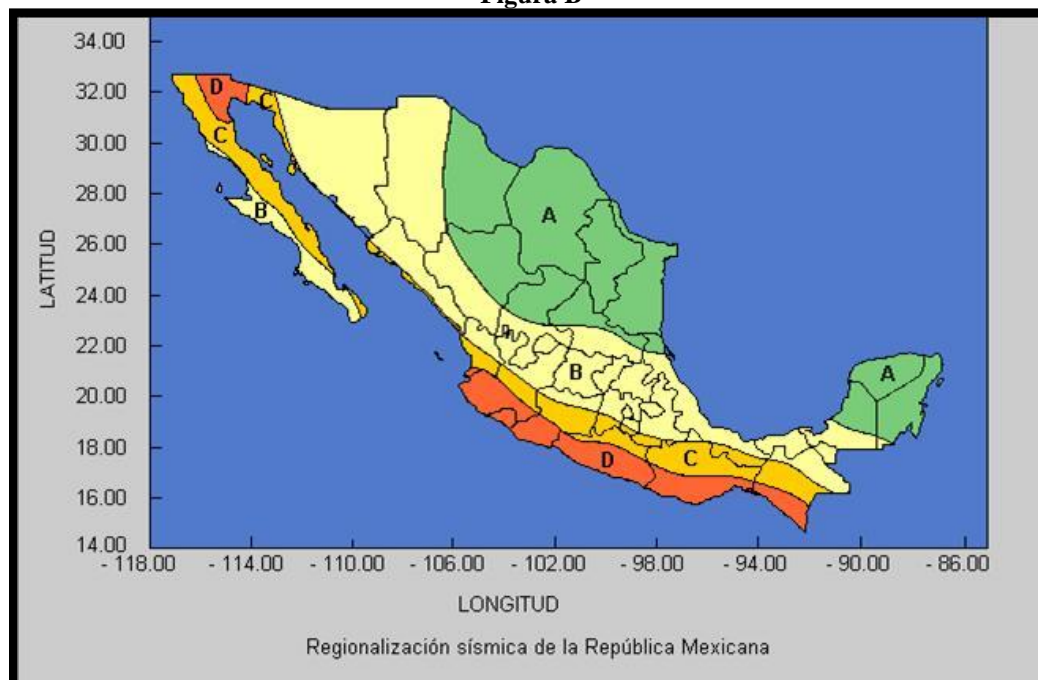 Figura B
34.00
32.00
30.00
28.00
26.00
24.00
22.00
20.00
18.00
16.00
14.00
LATITUD
D
C
C
B
A
A
B
C
D
- 118.00 - 114.00 - 110.00 - 106.00 - 102.00 - 98.00 - 94.00 - 90.00 - 86.00
LONGITUD
Regionalización sísmica de la República Mexicana